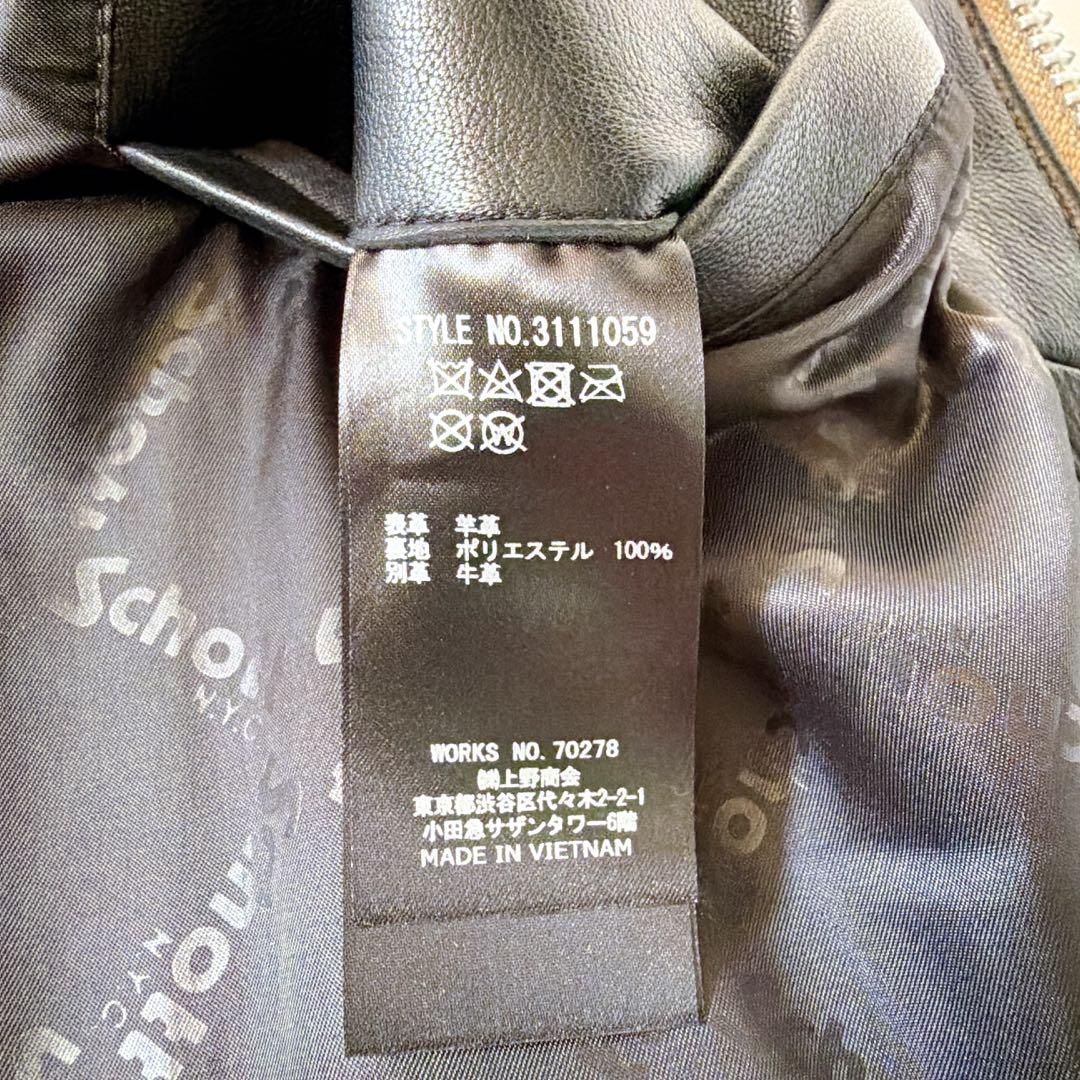 STYLE NO.3111059
W
表革 羊革
裏地 ポリエステル 100%
別革 牛革
WORKS NO. 70278
㈱上野商会
東京都渋谷区代々木2-2-1
小田急サザンタワー6階
MADE IN VIETNAM
Schott
N.Y.C